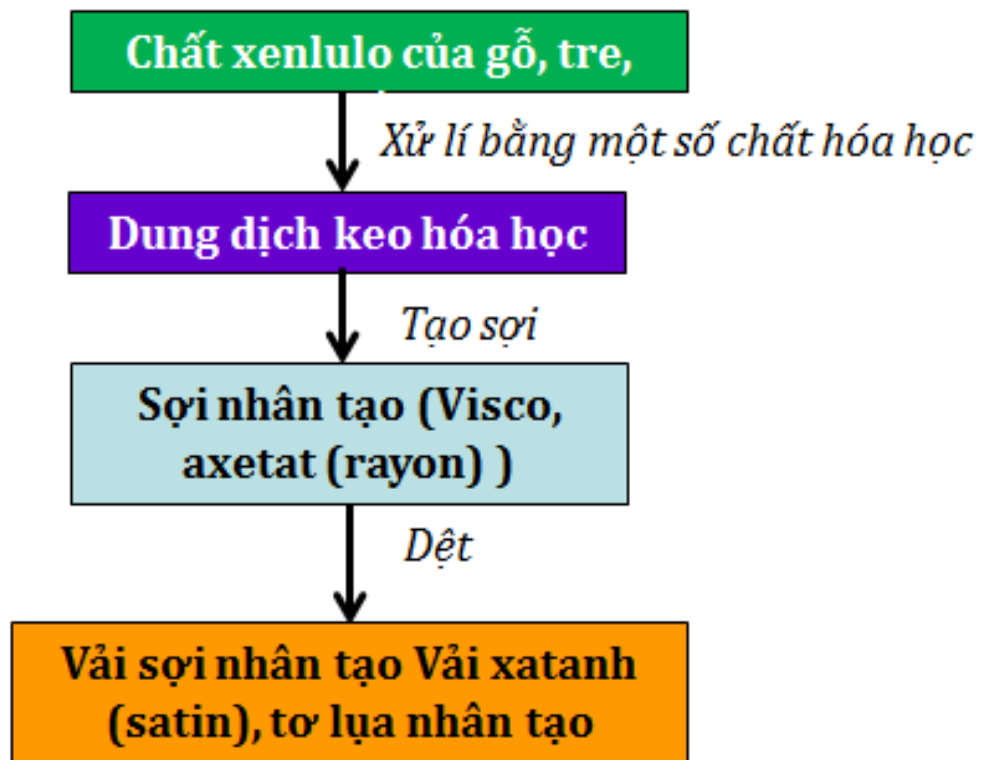 Chất xenlulo của gỗ, tre,
Xử lí bằng một số chất hóa học
Dung dịch keo hóa học
Tạo sợi
Sợi nhân tạo (Visco,
axetat (rayon) )
Dệt
Vải sợi nhân tạo Vải xatanh
(satin), tơ lụa nhân tạo